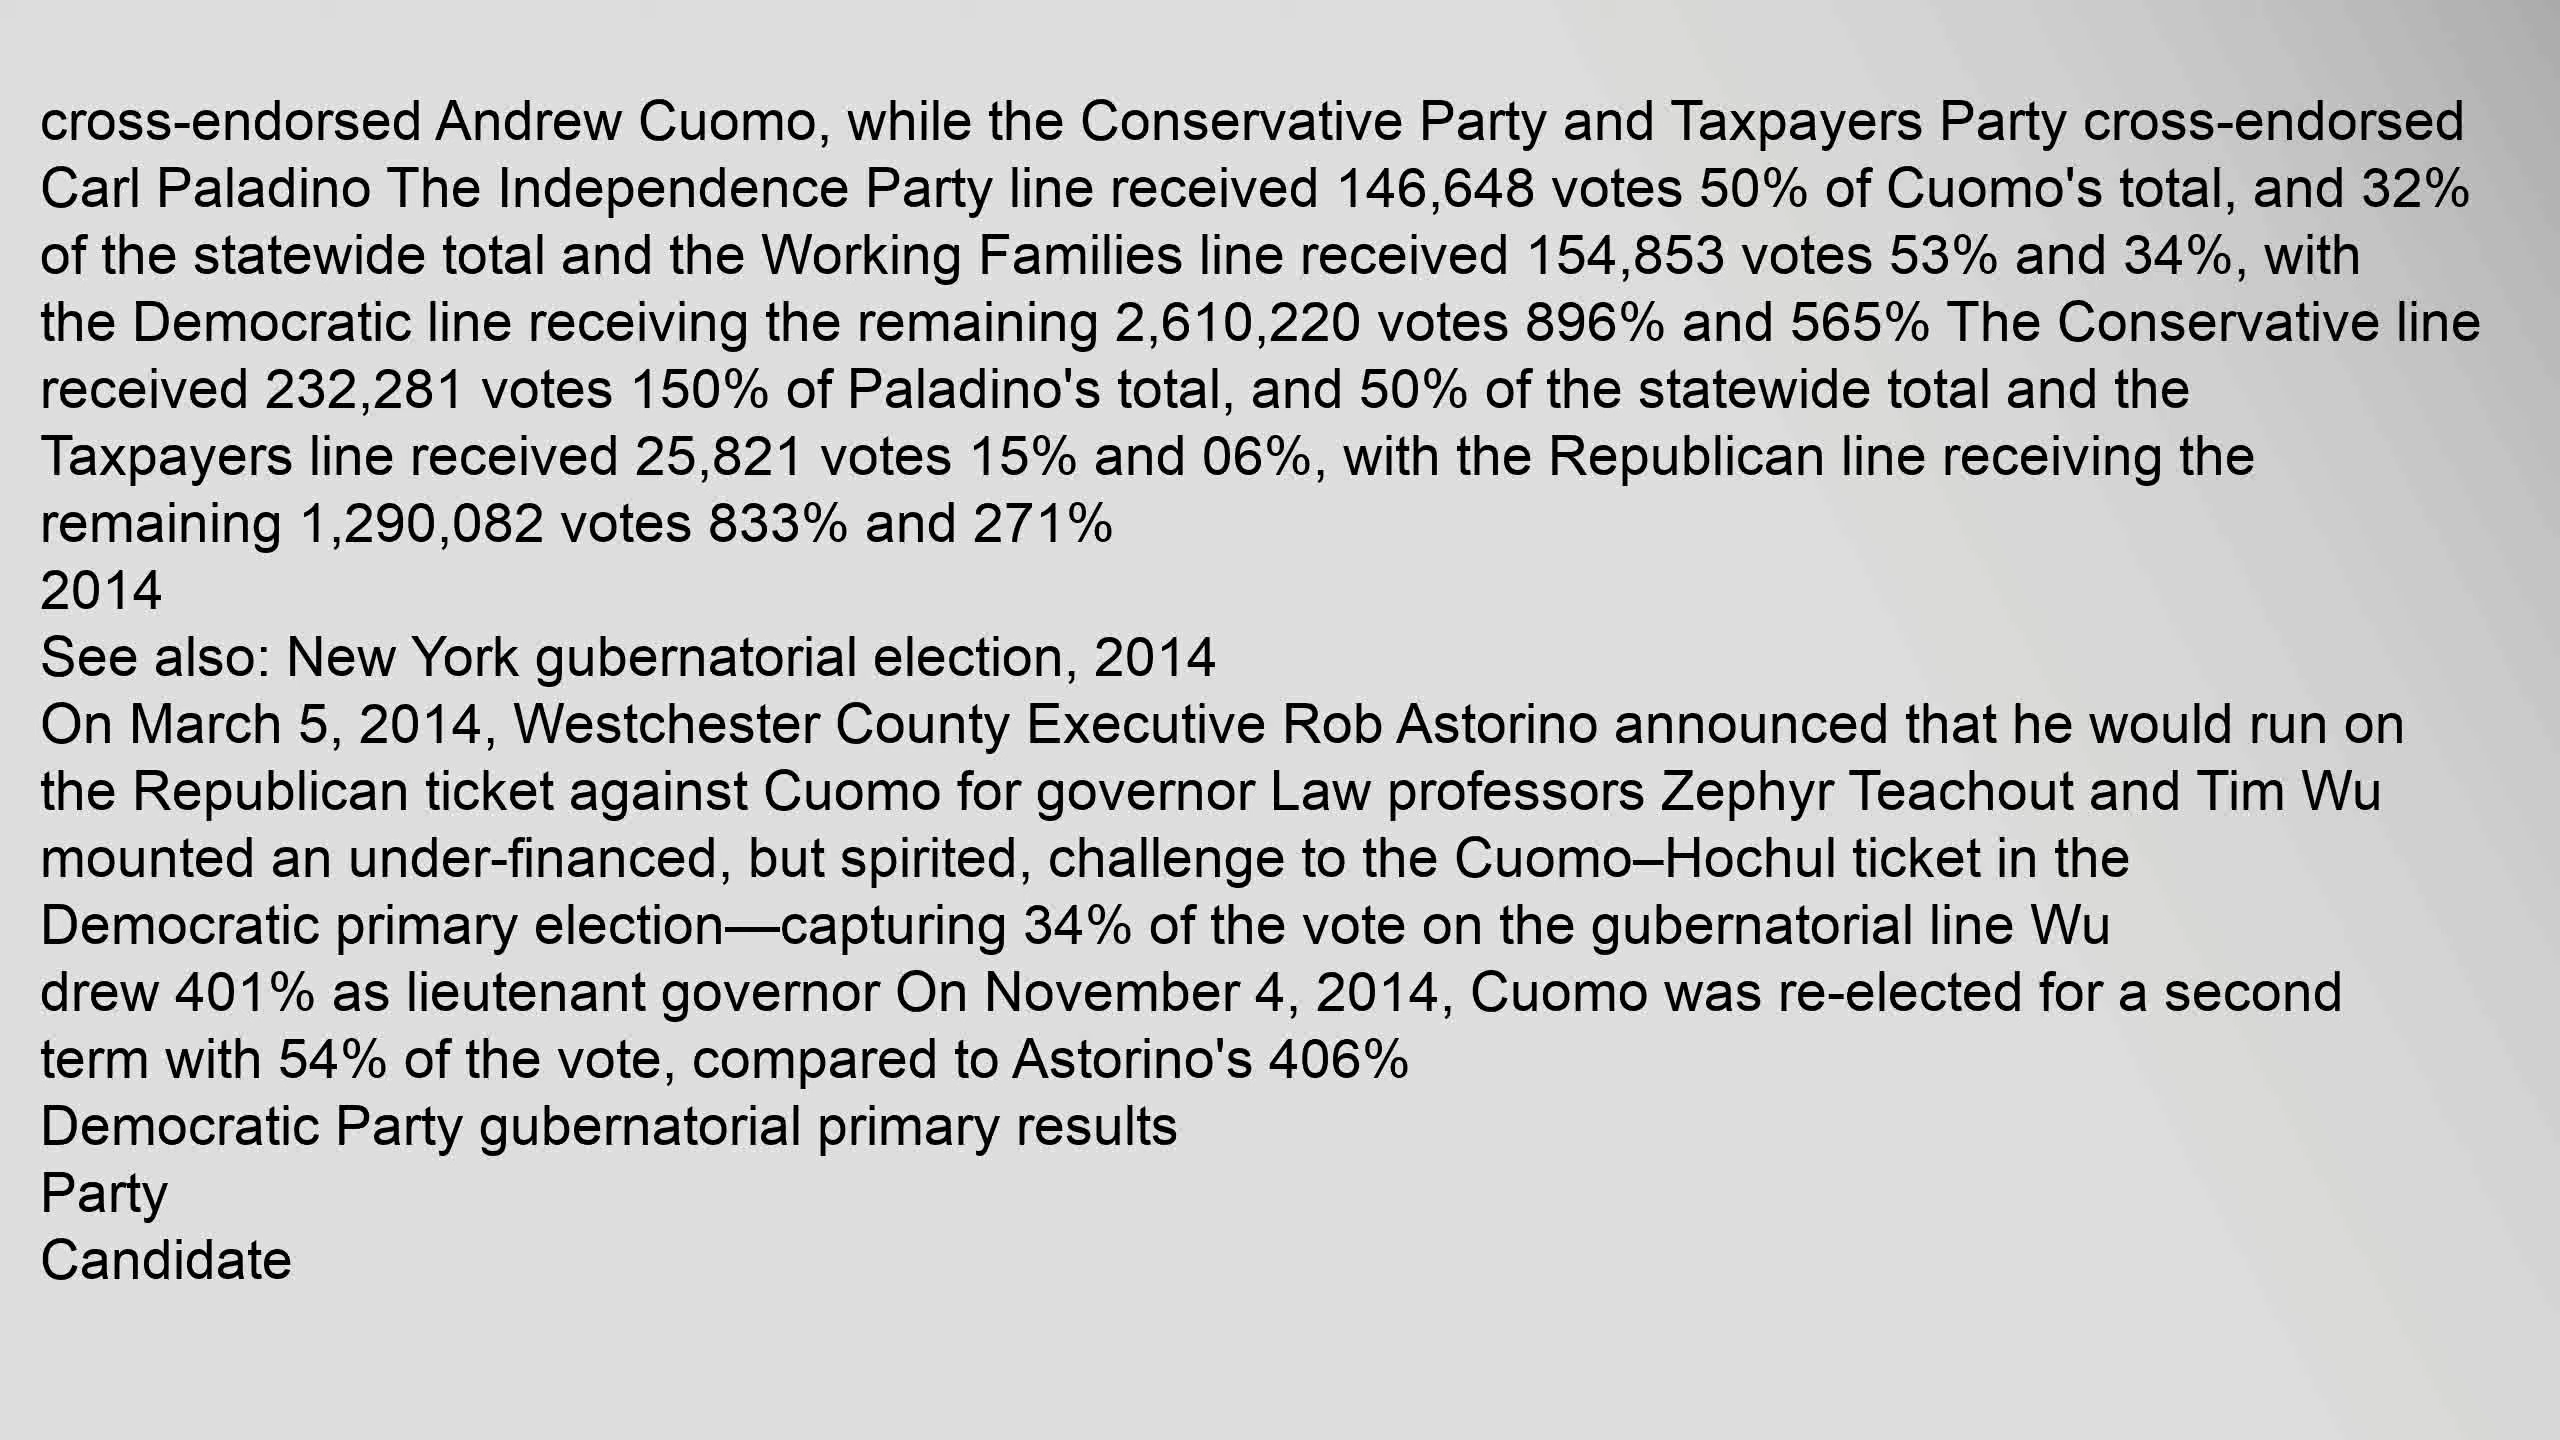 cross-endorsed Andrew Cuomo, while the Conservative Party and Taxpayers Party cross-endorsed
Carl Paladino The Independence Party line received 146,648 votes 50% of Cuomo's total, and 32%
of the statewide total and the Working Families line received 154,853 votes 53% and 34%, with
the Democratic line receiving the remaining 2,610,220 votes 896% and 565% The Conservative line
received 232,281 votes 150% of Paladino's total, and 50% of the statewide total and the
Taxpayers line received 25,821 votes 15% and 06%, with the Republican line receiving the
remaining 1,290,082 votes 833% and 271%
2014
See also: New York gubernatorial election, 2014
On March 5, 2014, Westchester County Executive Rob Astorino announced that he would run on
the Republican ticket against Cuomo for governor Law professors Zephyr Teachout and Tim Wu
mounted an under-financed, but spirited, challenge to the Cuomo–Hochul ticket in the
Democratic primary election—capturing 34% of the vote on the gubernatorial line Wu
drew 401% as lieutenant governor On November 4, 2014, Cuomo was re-elected for a second
term with 54% of the vote, compared to Astorino's 406%
Democratic Party gubernatorial primary results
Party
Candidate